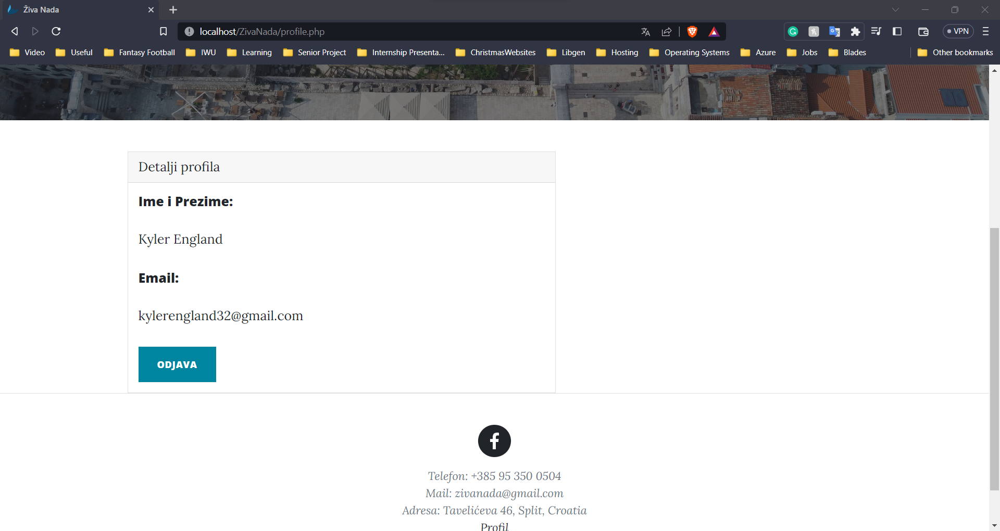 Živa Nada
localhost/ZivaNada/profile.php
VPN
Video Useful Fantasy Football IWU Learning Senior Project Internship Presenta... ChristmasWebsites Libgen Hosting Operating Systems Azure Jobs Blades Other bookmarks
Detalji profila
Ime i Prezime:
Kyler England
Email:
kylerengland32@gmail.com
ODJAVA
Telefon: +385 95 350 0504
Mail: zivanada@gmail.com
Adresa: Tavelićeva 46, Split, Croatia
Profil